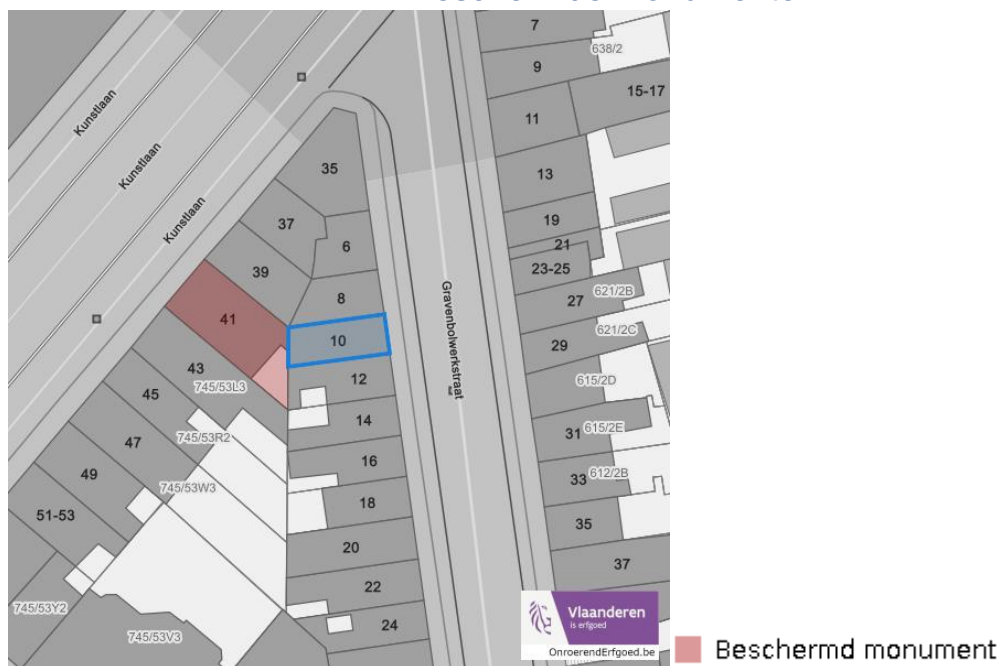 7
638/2
9
15-17
11
Kunstlaan
Kunstlaan
Kunstlaan
35
13
37
19
6
21
39
23-25
8
621/2B
27
41
Gravenbolwerkstraat
10
621/2C
29
43
12
615/2D
745/53L3
45
14
31
615/2E
745/53R2
47
16
612/2B
49
33
745/53W3
18
51-53
35
20
37
22
745/53Y2
24
745/53V3
Vlaanderen
is erfgoed
OnroerendErfgoed.be
Beschermd monument